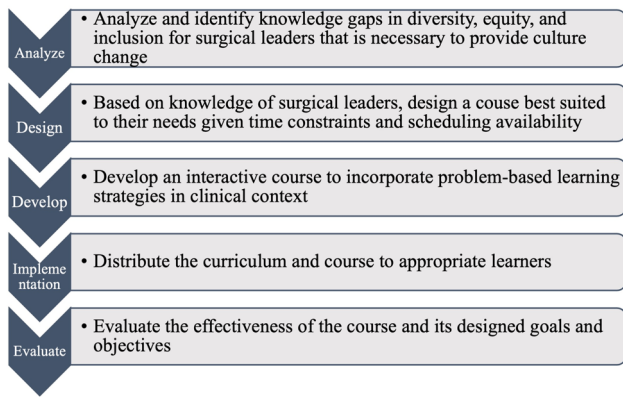 Analyze
• Analyze and identify knowledge gaps in diversity, equity, and
inclusion for surgical leaders that is necessary to provide culture
change
Design
• Based on knowledge of surgical leaders, design a couse best suited
to their needs given time constraints and scheduling availability
Develop
• Develop an interactive course to incorporate problem-based learning
strategies in clinical context
Impleme
ntation
• Distribute the curriculum and course to appropriate learners
Evaluate
• Evaluate the effectiveness of the course and its designed goals and
objectives